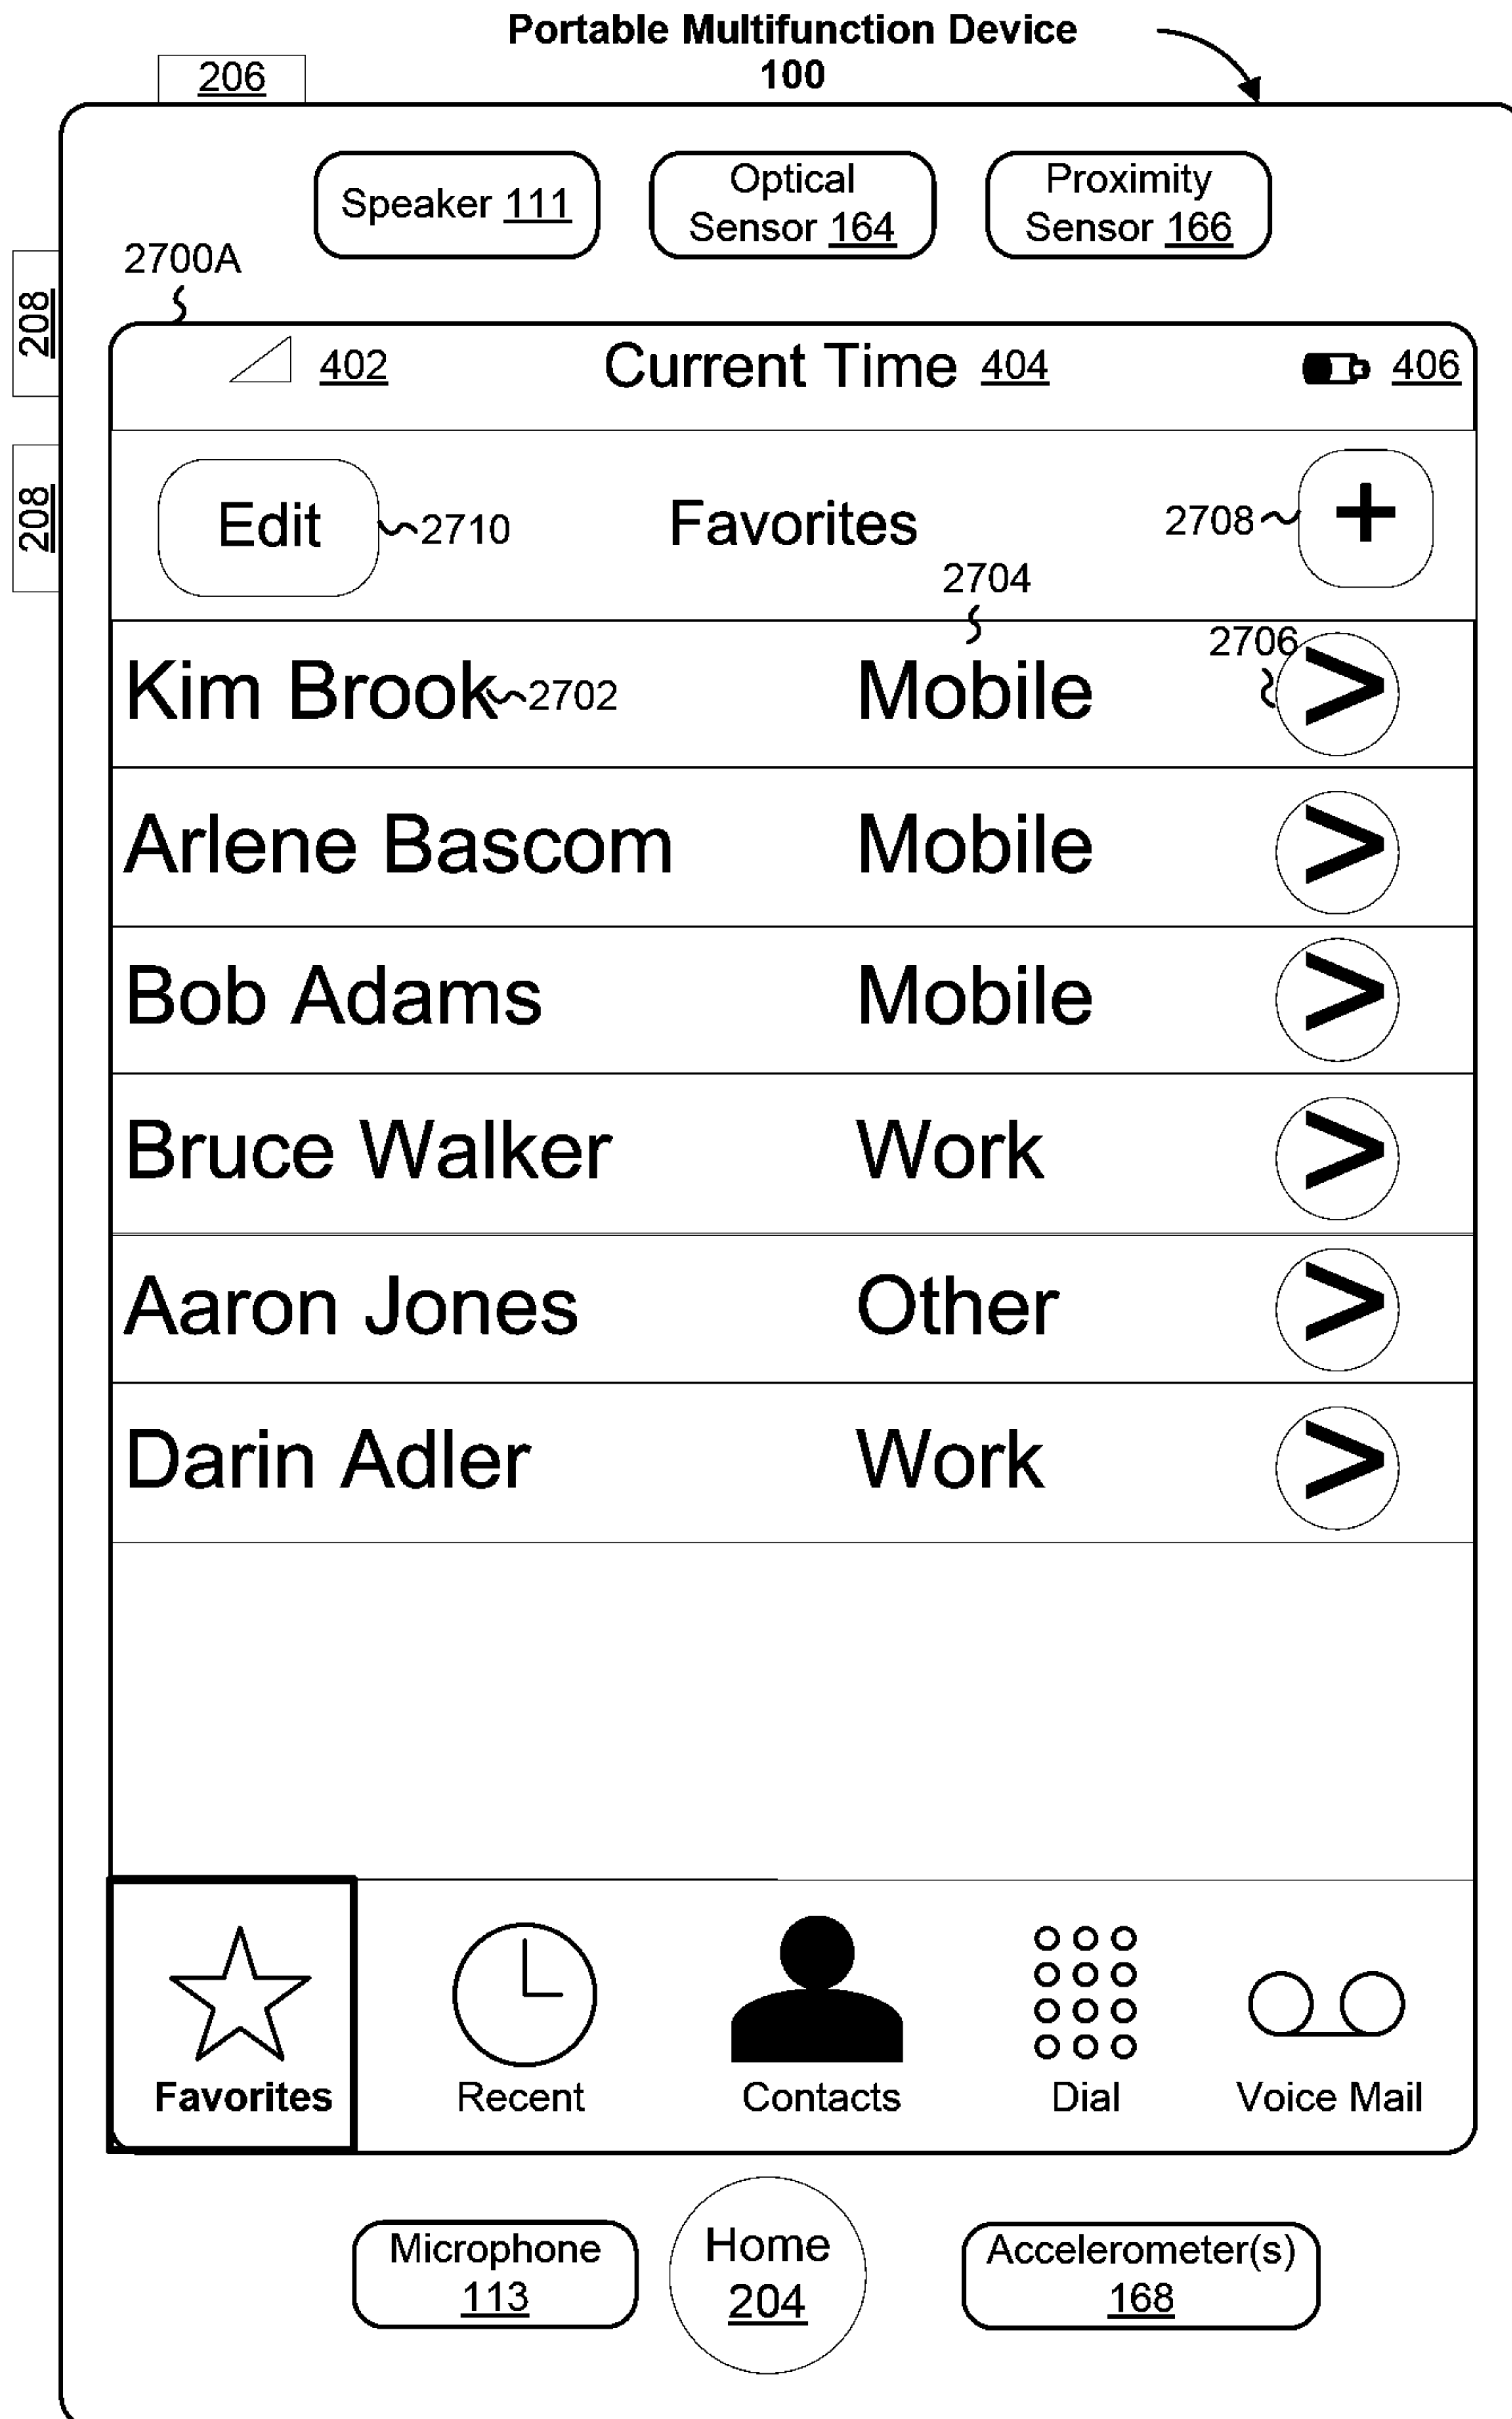 Portable Multifunction Device
100
206
Speaker 111
Optical
Sensor 164
Proximity
Sensor 166
2700A
208
208
402
Current Time 404
406
Edit
2710
Favorites
2708
+
2704
2706
Kim Brook
2702
Mobile
>
Arlene Bascom
Mobile
>
Bob Adams
Mobile
>
Bruce Walker
Work
>
Aaron Jones
Other
>
Darin Adler
Work
>
Favorites
Recent
Contacts
Dial
Voice Mail
Microphone
113
Home
204
Accelerometer(s)
168